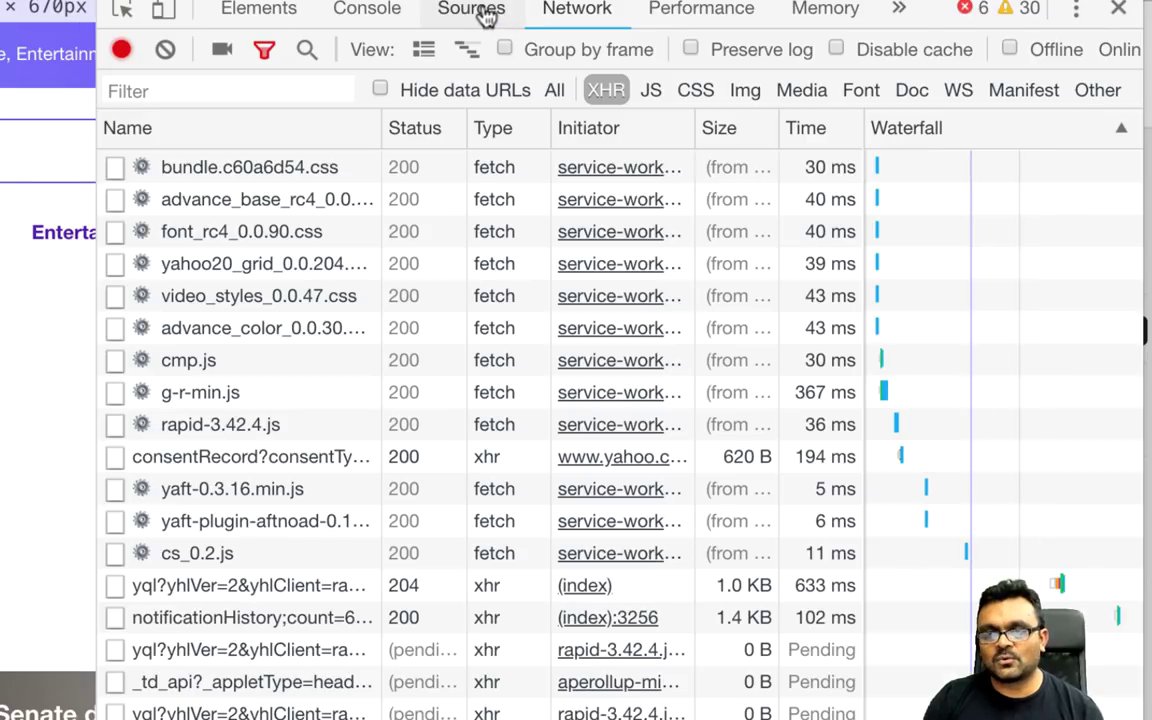 × 670px
Elements Console Sources Network Performance Memory » 6 30
e, Entertainn
View: Group by frame Preserve log Disable cache Offline Onlin
Filter Hide data URLs All XHR JS CSS Img Media Font Doc WS Manifest Other
Name Status Type Initiator Size Time Waterfall
bundle.c60a6d54.css 200 fetch service-work... (from ... 30 ms
advance_base_rc4_0.0.... 200 fetch service-work... (from ... 40 ms
Enterta
font_rc4_0.0.90.css 200 fetch service-work... (from ... 40 ms
yahoo20_grid_0.0.204.... 200 fetch service-work... (from ... 39 ms
video_styles_0.0.47.css 200 fetch service-work... (from ... 43 ms
advance_color_0.0.30.... 200 fetch service-work... (from ... 43 ms
cmp.js 200 fetch service-work... (from ... 30 ms
g-r-min.js 200 fetch service-work... (from ... 367 ms
rapid-3.42.4.js 200 fetch service-work... (from ... 36 ms
consentRecord?consentTy... 200 xhr www.yahoo.c... 620 B 194 ms
yaft-0.3.16.min.js 200 fetch service-work... (from ... 5 ms
yaft-plugin-aftnoad-0.1... 200 fetch service-work... (from ... 6 ms
cs_0.2.js 200 fetch service-work... (from ... 11 ms
yql?yhlVer=2&yhlClient=ra... 204 xhr (index) 1.0 KB 633 ms
notificationHistory;count=6... 200 xhr (index):3256 1.4 KB 102 ms
yql?yhlVer=2&yhlClient=ra... (pendi... xhr rapid-3.42.4.j... 0 B Pending
_td_api?_appletType=head... (pendi... xhr aperollup-mi... 0 B Pending
yql?yhlVer=2&yhlClient=ra... (pendi... xhr rapid-3.42.4.j... 0 B Pending
Senate d